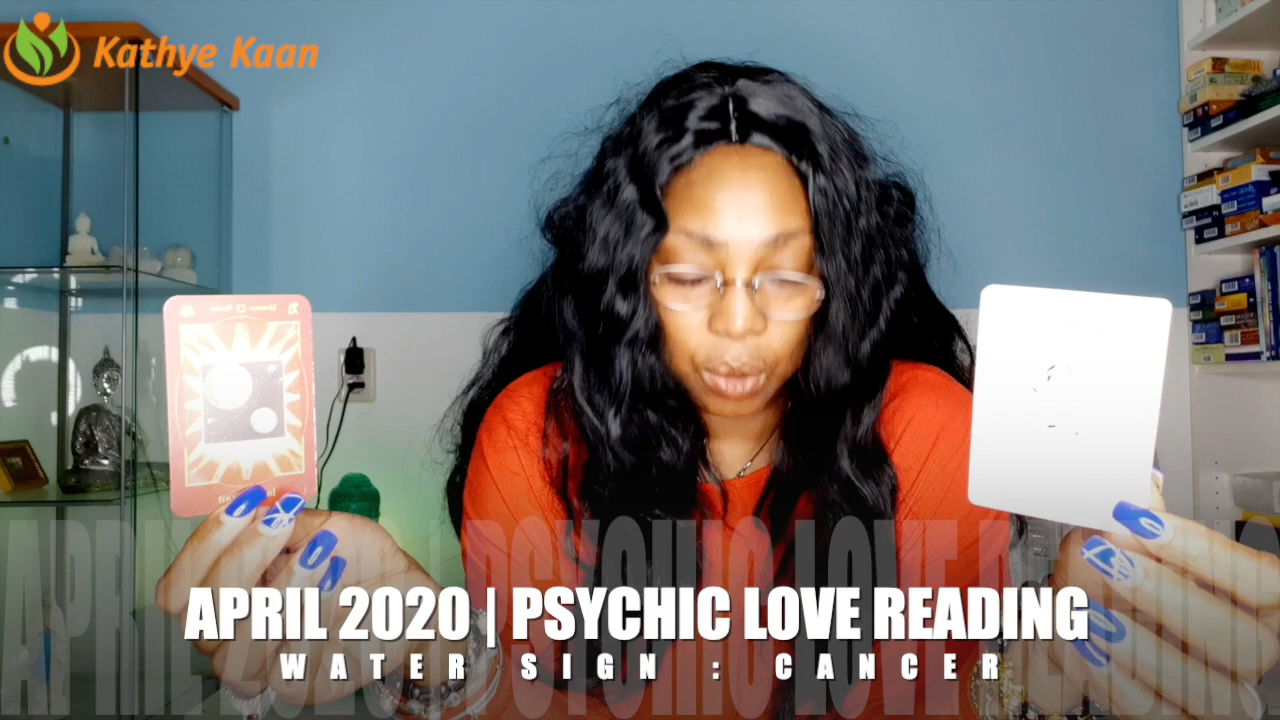 Kathye Kaan
APRIL 2020 | PSYCHIC LOVE READING
WATER SIGN : CANCER